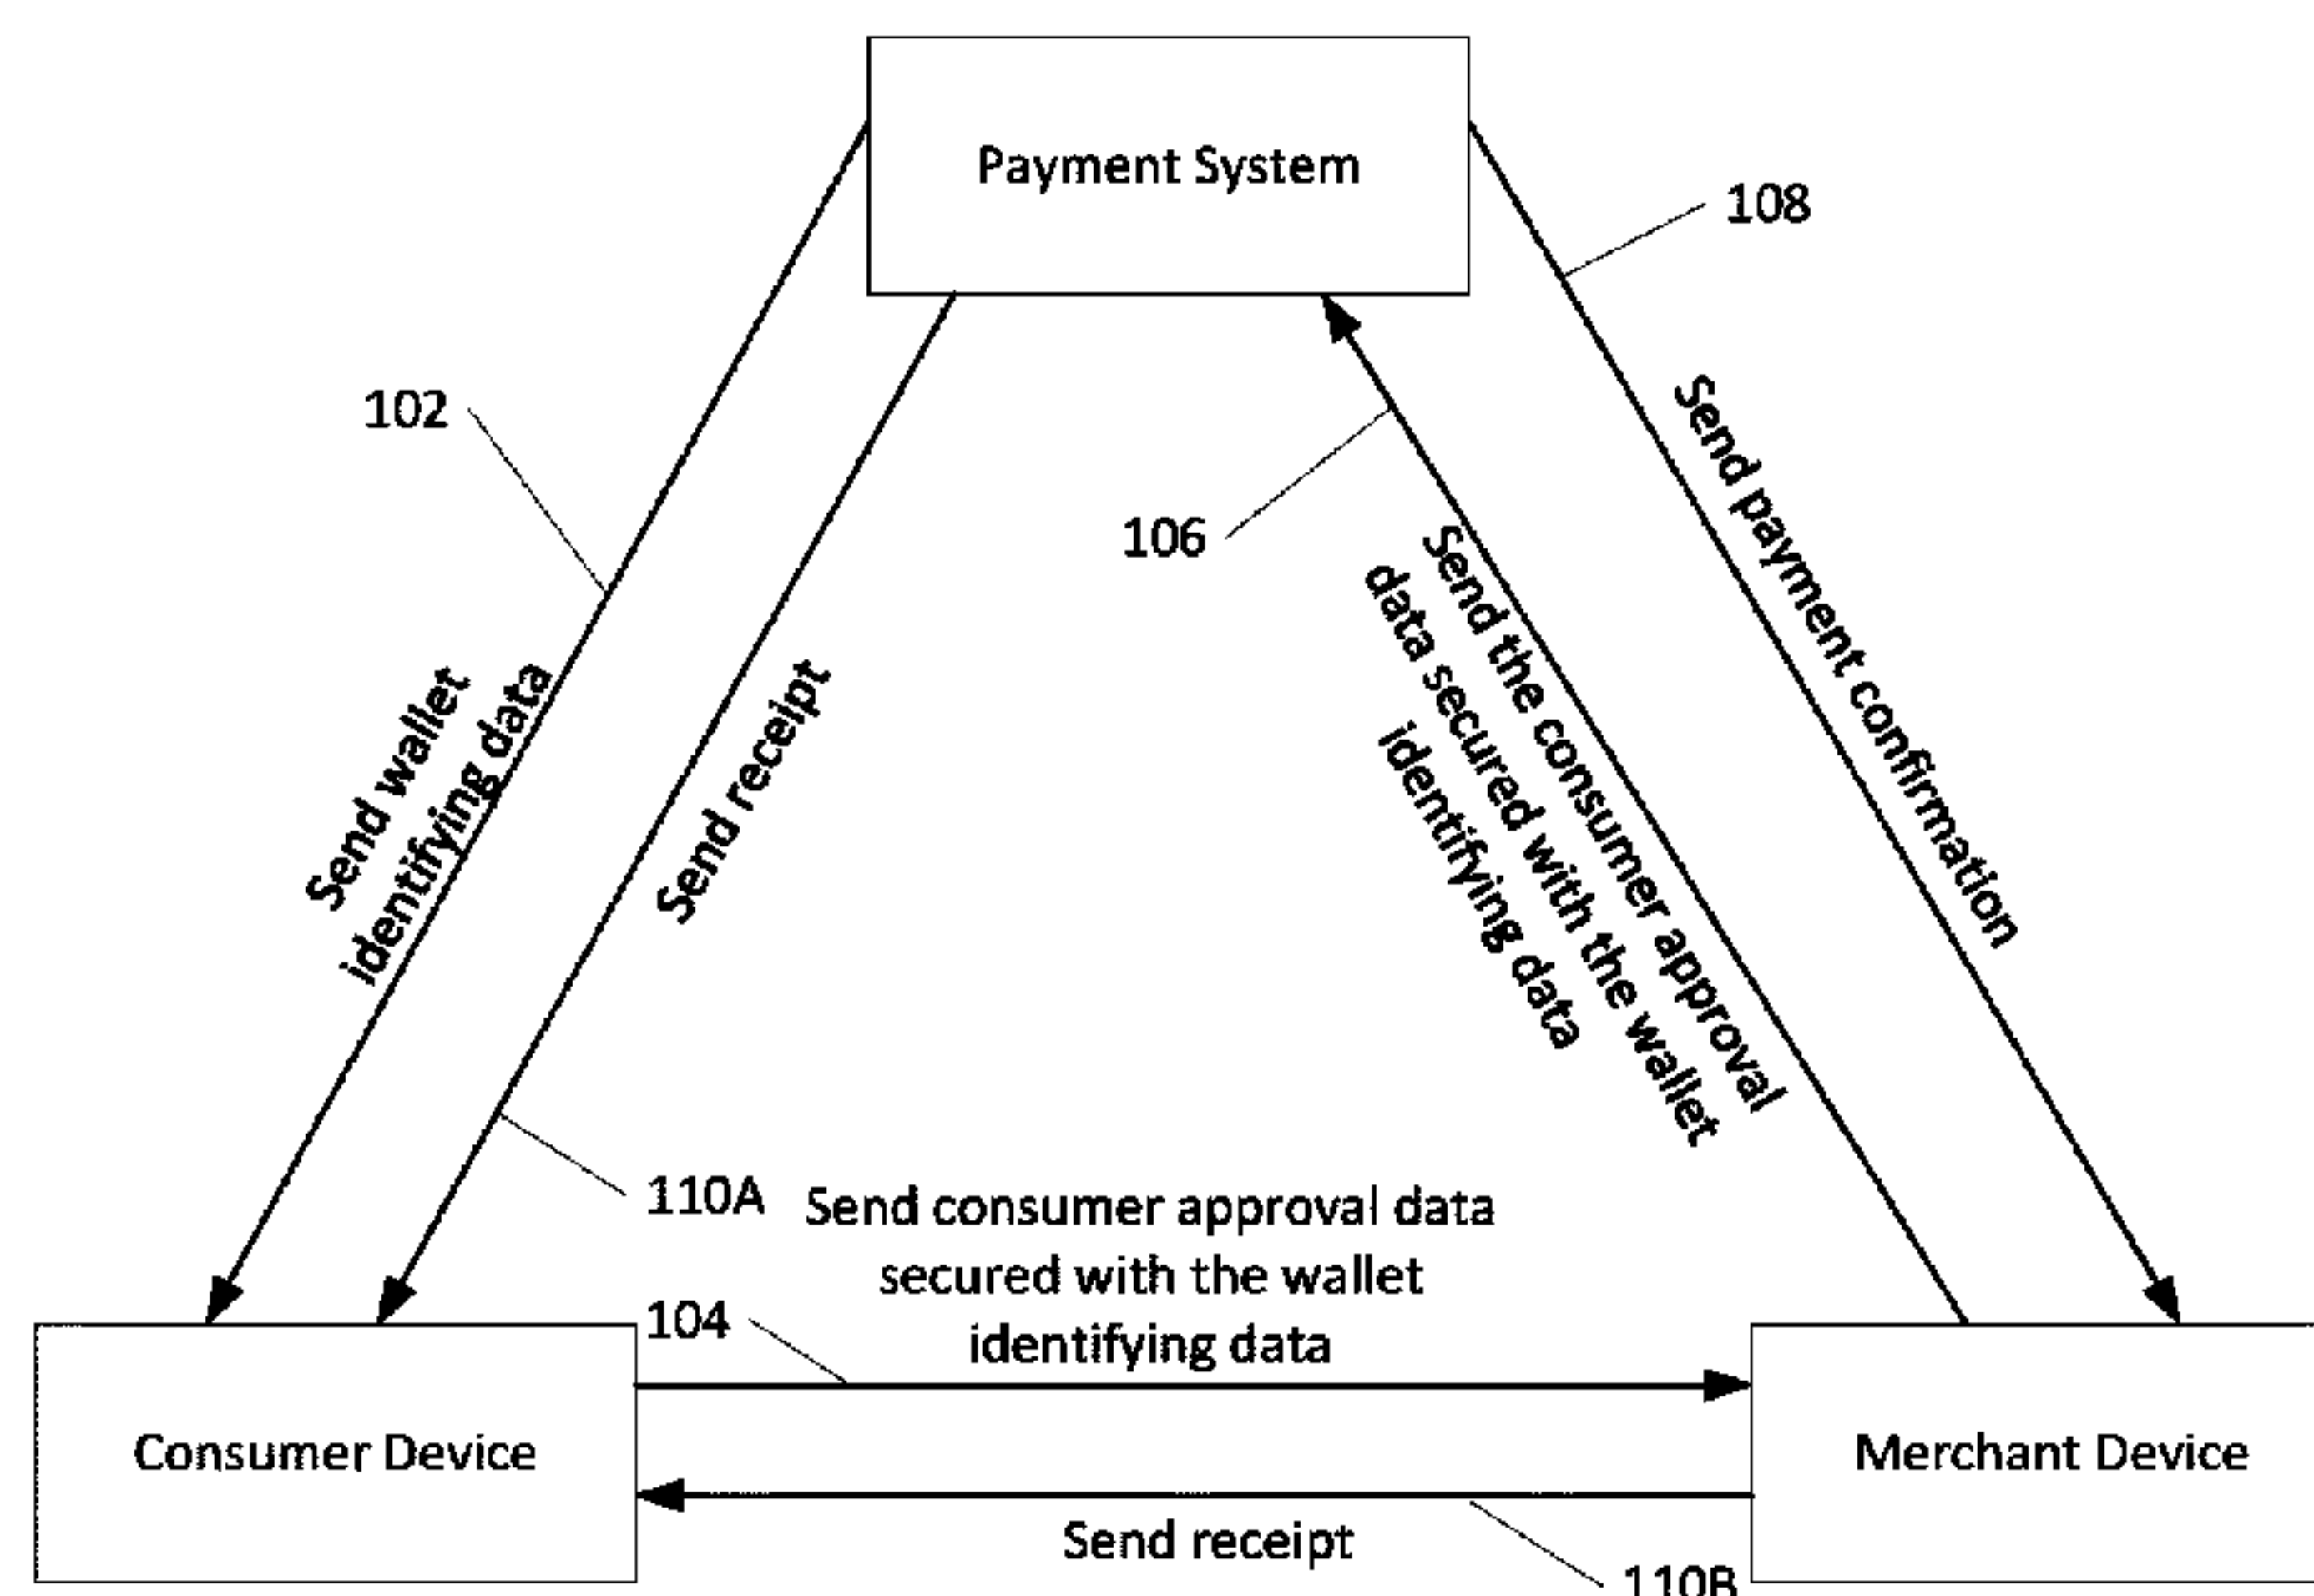 Payment System
108
102
106
Send payment confirmation
Send wallet
identifying data
Send receipt
Send the consumer approval
data secured with the wallet
identifying data
110A
Send consumer approval data
secured with the wallet
identifying data
104
Consumer Device
Merchant Device
Send receipt
110B